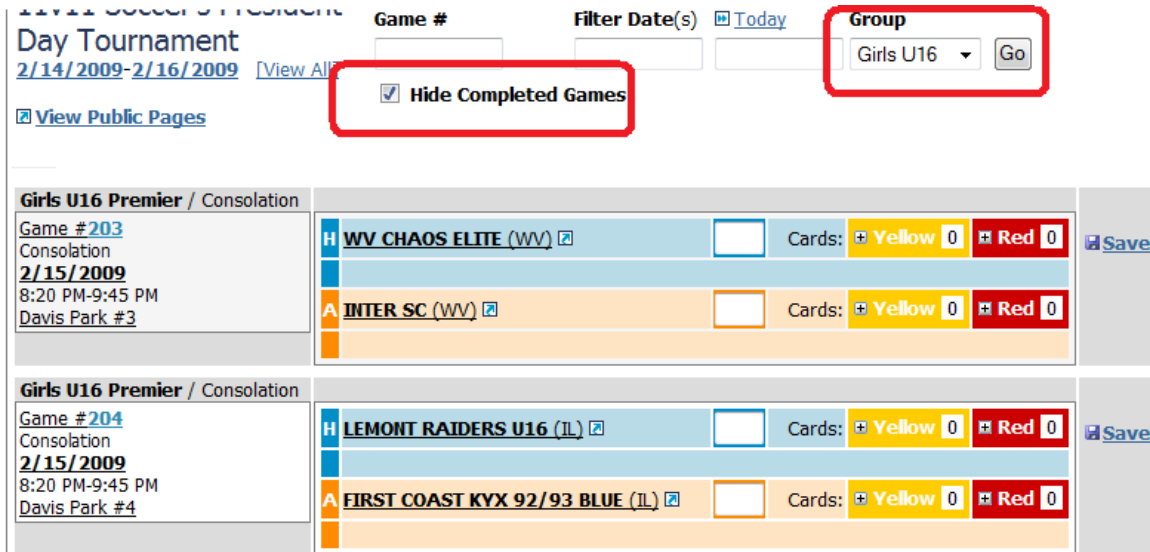 Day Tournament
2/14/2009-2/16/2009 [View All]
View Public Pages
Game #
Filter Date(s) Today
Group
Girls U16 Go
Hide Completed Games
Girls U16 Premier / Consolation
Game #203
Consolation
2/15/2009
8:20 PM-9:45 PM
Davis Park #3
H WV CHAOS ELITE (WV) Cards: Yellow 0 Red 0
A INTER SC (WV) Cards: Yellow 0 Red 0
Save
Girls U16 Premier / Consolation
Game #204
Consolation
2/15/2009
8:20 PM-9:45 PM
Davis Park #4
H LEMONT RAIDERS U16 (IL) Cards: Yellow 0 Red 0
A FIRST COAST KYX 92/93 BLUE (IL) Cards: Yellow 0 Red 0
Save